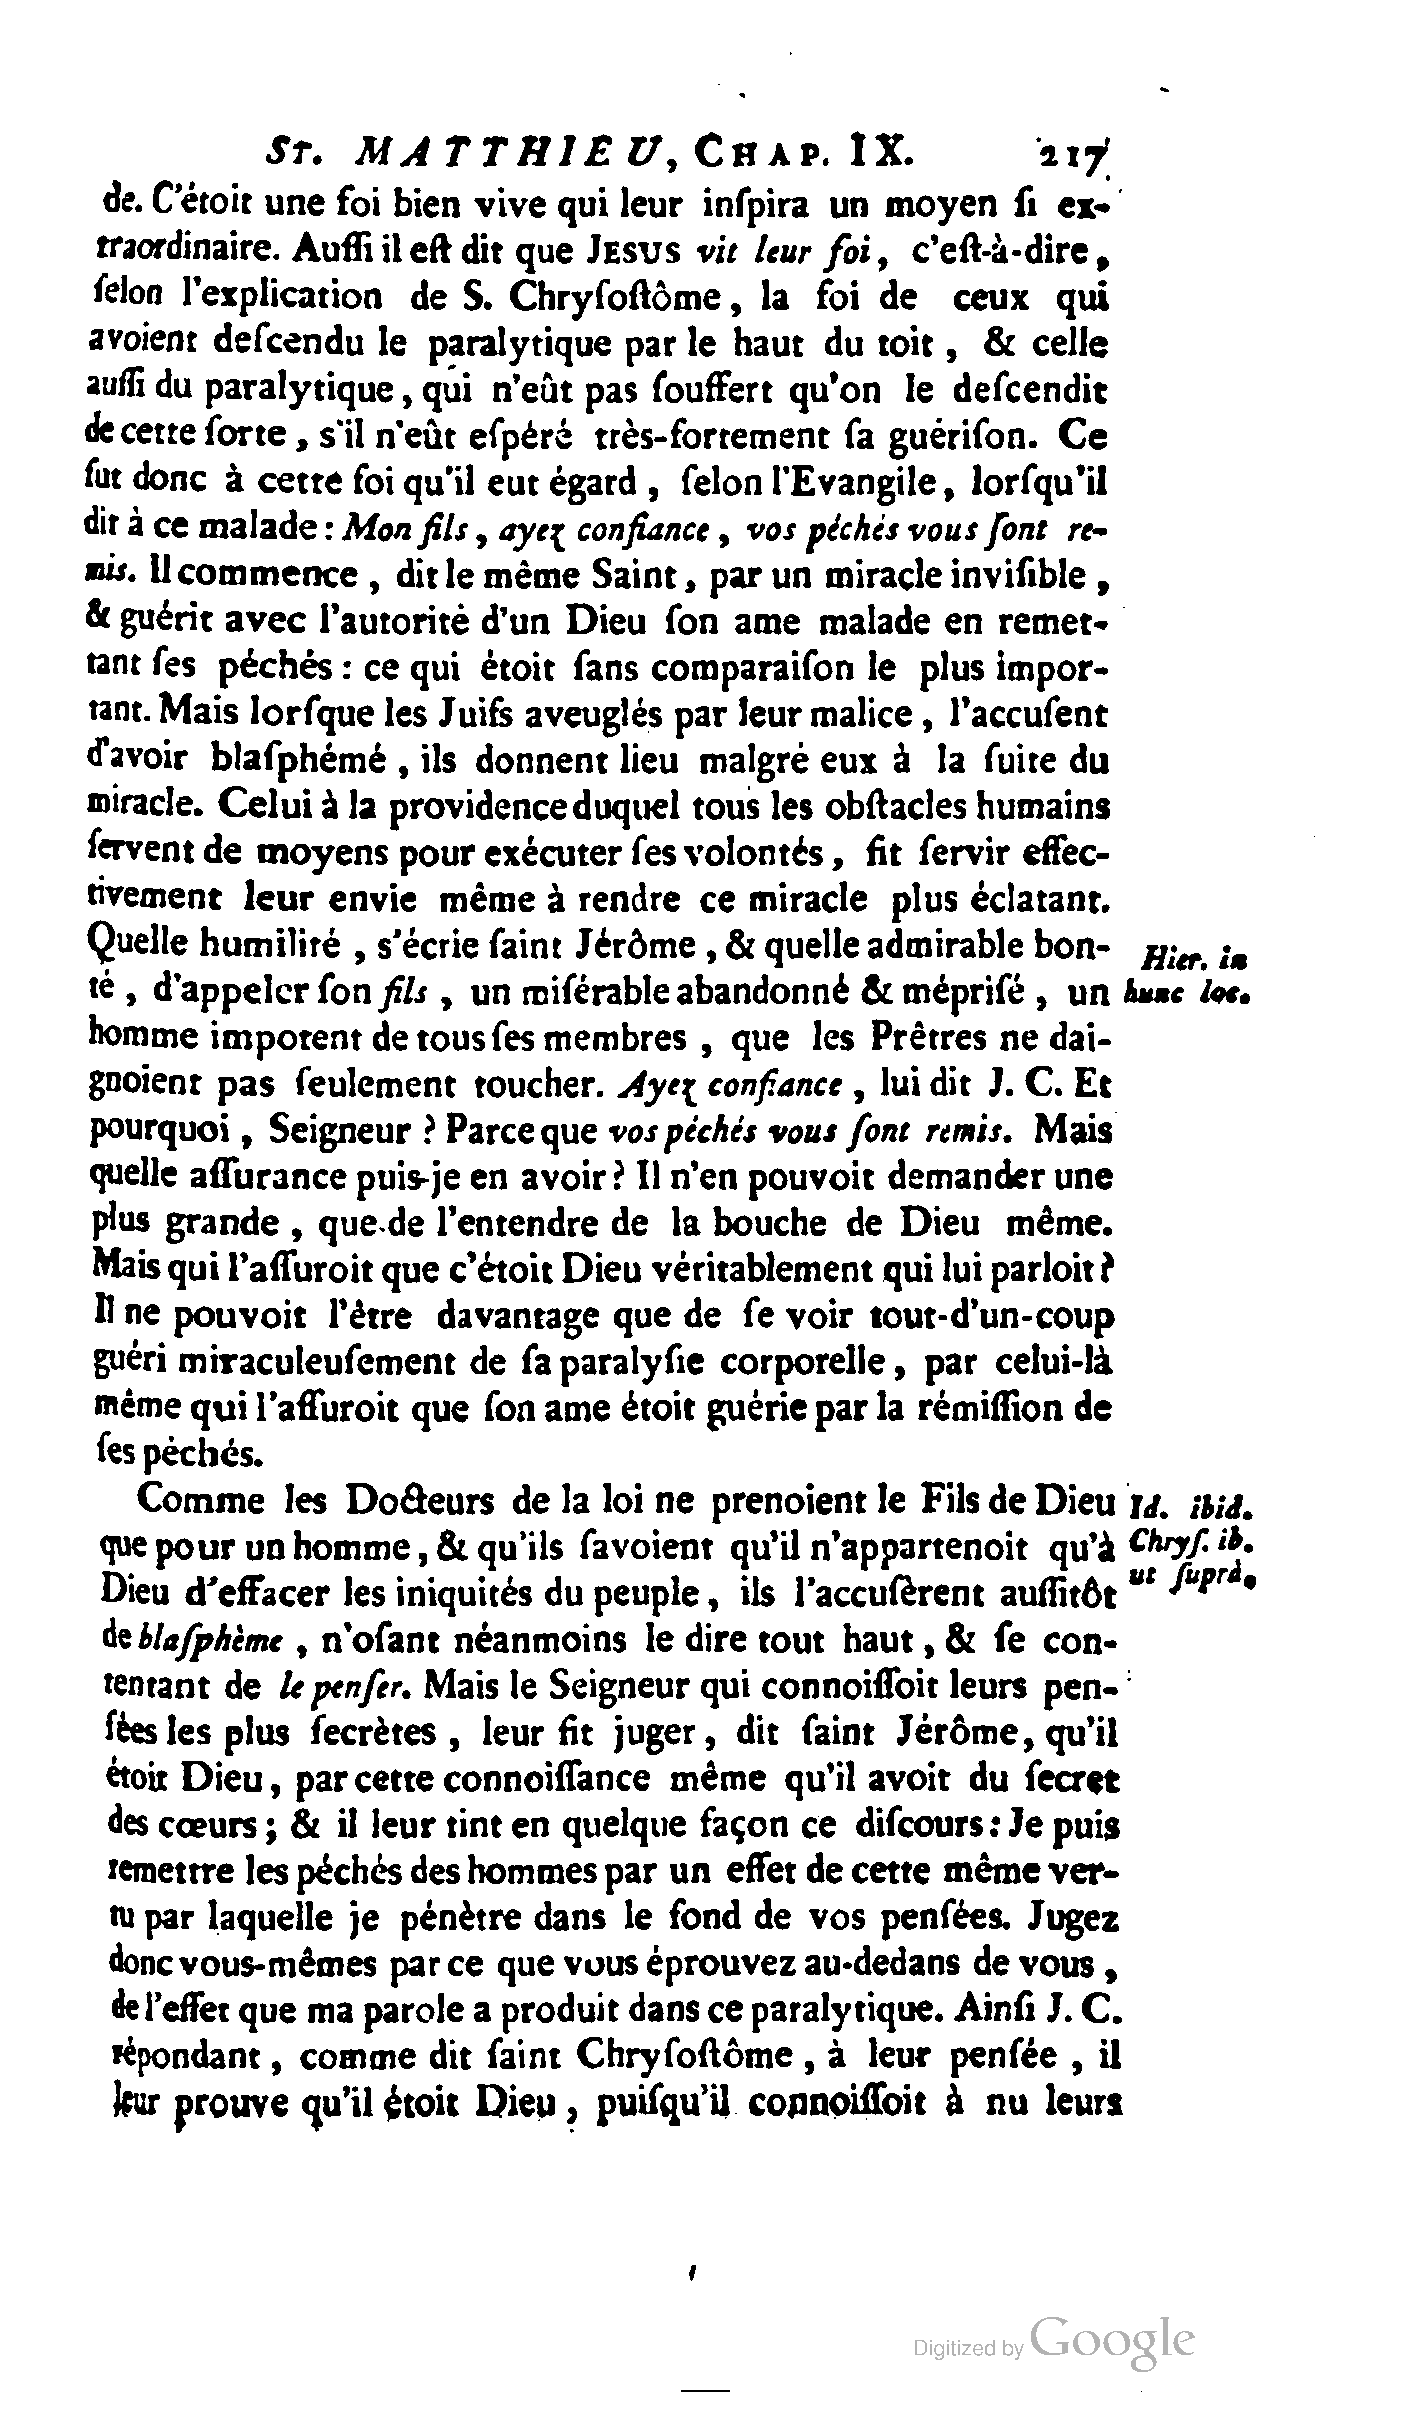 ST. MATTHIEU, CHAP. IX. 217
de. C'étoit une foi bien vive qui leur inſpira un moyen ſi ex-
traordinaire. Auſſi il eſt dit que JESUS vit leur foi, c'eſt-à-dire,
ſelon l'explication de S. Chryſoſtôme, la foi de ceux qui
avoient deſcendu le paralytique par le haut du toit, & celle
auſſi du paralytique, qui n'eût pas ſouffert qu'on le deſcendit
de cette ſorte, s'il n'eût eſpéré très-fortement ſa guériſon. Ce
fut donc à cette foi qu'il eut égard, ſelon l'Evangile, lorſqu'il
dit à ce malade: Mon fils, ayez confiance, vos péchés vous ſont re-
mis. Il commence, dit le même Saint, par un miracle inviſible,
& guérit avec l'autorité d'un Dieu ſon ame malade en remet-
tant ſes péchés: ce qui étoit ſans comparaiſon le plus impor-
tant. Mais lorſque les Juifs aveuglés par leur malice, l'accuſent
d'avoir blaſphémé, ils donnent lieu malgré eux à la ſuite du
miracle. Celui à la providence duquel tous les obſtacles humains
ſervent de moyens pour exécuter ſes volontés, fit ſervir effec-
tivement leur envie même à rendre ce miracle plus éclatant.
Quelle humilité, s'écrie ſaint Jérôme, & quelle admirable bon-
té, d'appeler ſon fils, un miſérable abandonné & mépriſé, un
homme impotent de tous ſes membres, que les Prêtres ne dai-
gnoient pas ſeulement toucher. Ayez confiance, lui dit J. C. Et
pourquoi, Seigneur? Parce que vos péchés vous ſont remis. Mais
quelle aſſurance puis-je en avoir? Il n'en pouvoit demander une
plus grande, que de l'entendre de la bouche de Dieu même.
Mais qui l'aſſuroit que c'étoit Dieu véritablement qui lui parloit?
Il ne pouvoit l'être davantage que de ſe voir tout-d'un-coup
guéri miraculeuſement de ſa paralyſie corporelle, par celui-là
même qui l'aſſuroit que ſon ame étoit guérie par la rémiſſion de
ſes péchés.
Hier. in
hunc loc.
Comme les Docteurs de la loi ne prenoient le Fils de Dieu
que pour un homme, & qu'ils ſavoient qu'il n'appartenoit qu'à
Dieu d'effacer les iniquités du peuple, ils l'accuſèrent auſſitôt
de blaſphème, n'oſant néanmoins le dire tout haut, & ſe con-
tentant de le penſer. Mais le Seigneur qui connoiſſoit leurs pen-
ſées les plus ſecrètes, leur fit juger, dit ſaint Jérôme, qu'il
étoit Dieu, par cette connoiſſance même qu'il avoit du ſecret
des cœurs; & il leur tint en quelque façon ce diſcours: Je puis
remettre les péchés des hommes par un effet de cette même ver-
tu par laquelle je pénètre dans le fond de vos penſées. Jugez
donc vous-mêmes par ce que vous éprouvez au-dedans de vous,
de l'effet que ma parole a produit dans ce paralytique. Ainſi J. C.
répondant, comme dit ſaint Chryſoſtôme, à leur penſée, il
leur prouve qu'il étoit Dieu, puiſqu'il connoiſſoit à nu leurs
Id. ibid.
Chryſ. ib.
ut ſuprà.
Digitized by Google